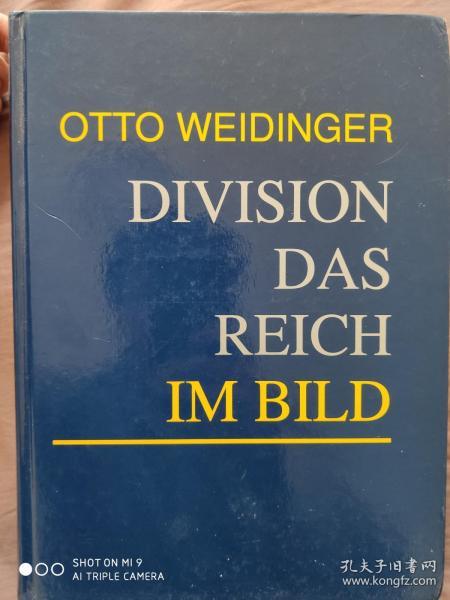 OTTO WEIDINGER
DIVISION
DAS
REICH
IM BILD
SHOT ON MI 9
AI TRIPLE CAMERA
孔夫子旧书网
www.kongfz.com